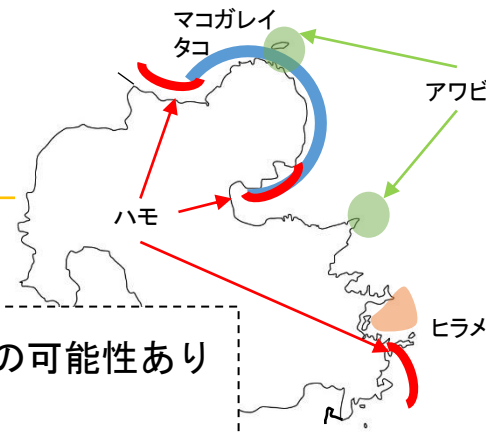 マコガレイ
タコ
アワビ
ハモ
ヒラメ
の可能性あり